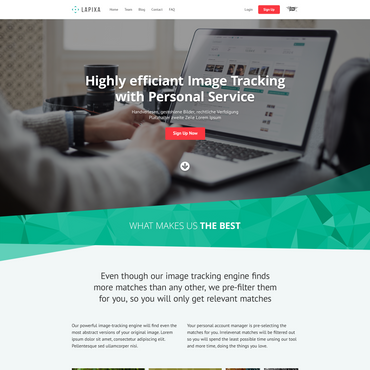 LAPIXA
Home Team Blog Contact FAQ
Login Sign Up
Highly efficient Image Tracking
with Personal Service
Handverlesen, gestohlene Bilder, rechtliche Verfolgung
Platzhalter zweite Zeile Lorem Ipsum
Sign Up Now
WHAT MAKES US THE BEST
Even though our image tracking engine finds
more matches than any other, we pre-filter them
for you, so you will only get relevant matches
Our powerful image-tracking engine will find even the
most abstract versions of your original image. Lorem
ipsum dolor sit amet, consectetur adipiscing elit.
Pellentesque sed ullamcorper nisl.
Your personal account manager is pre-selecting the
matches for you. Irrelevnat matches will be filtered out
so you will spend the least possible time unsing our tool
and more time, doing the things you love.